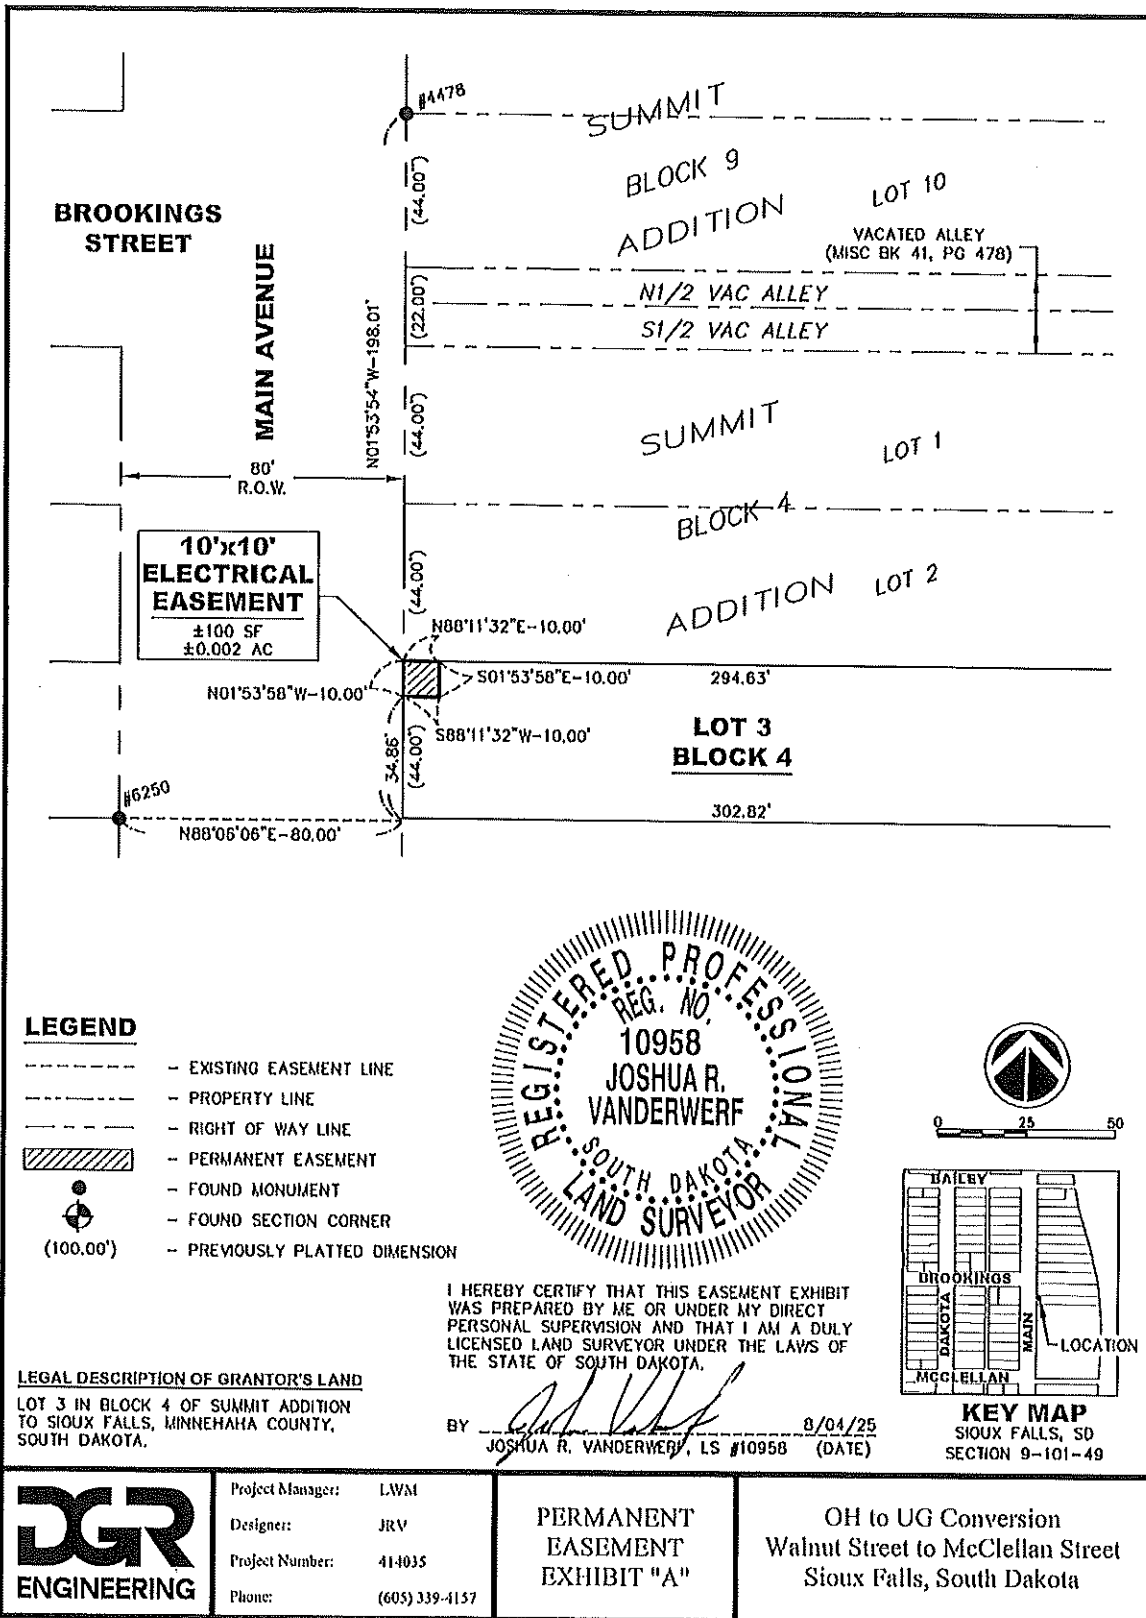 #4478
SUMMIT
BLOCK 9
ADDITION
LOT 10
BROOKINGS
STREET
MAIN AVENUE
(44.00')
VACATED ALLEY
(MISC BK 41, PG 478)
(22.00')
N1/2 VAC ALLEY
S1/2 VAC ALLEY
N01°53'54"W-198.01'
(44.00')
SUMMIT
LOT 1
80'
R.O.W.
BLOCK 4
ADDITION
LOT 2
10'x10'
ELECTRICAL
EASEMENT
±100 SF
±0.002 AC
(44.00')
N88°11'32"E-10.00'
N01°53'58"W-10.00'
S01°53'58"E-10.00'
294.63'
S88°11'32"W-10.00'
34.86'
(44.00')
LOT 3
BLOCK 4
#6250
N88°06'06"E-80.00'
302.82'
LEGEND
- EXISTING EASEMENT LINE
- PROPERTY LINE
- RIGHT OF WAY LINE
- PERMANENT EASEMENT
- FOUND MONUMENT
- FOUND SECTION CORNER
(100.00') - PREVIOUSLY PLATTED DIMENSION
REGISTERED PROFESSIONAL
REG. NO.
10958
JOSHUA R.
VANDERWERF
SOUTH DAKOTA
LAND SURVEYOR
0 25 50
BAILEY
BROOKINGS
DAKOTA
MAIN
LOCATION
MCCLELLAN
KEY MAP
SIOUX FALLS, SD
SECTION 9-101-49
I HEREBY CERTIFY THAT THIS EASEMENT EXHIBIT
WAS PREPARED BY ME OR UNDER MY DIRECT
PERSONAL SUPERVISION AND THAT I AM A DULY
LICENSED LAND SURVEYOR UNDER THE LAWS OF
THE STATE OF SOUTH DAKOTA.
BY 8/04/25
JOSHUA R. VANDERWERF, LS #10958 (DATE)
LEGAL DESCRIPTION OF GRANTOR'S LAND
LOT 3 IN BLOCK 4 OF SUMMIT ADDITION
TO SIOUX FALLS, MINNEHAHA COUNTY,
SOUTH DAKOTA.
DGR
ENGINEERING
Project Manager: LWM
Designer: JRV
Project Number: 414035
Phone: (605) 339-4157
PERMANENT
EASEMENT
EXHIBIT "A"
OH to UG Conversion
Walnut Street to McClellan Street
Sioux Falls, South Dakota